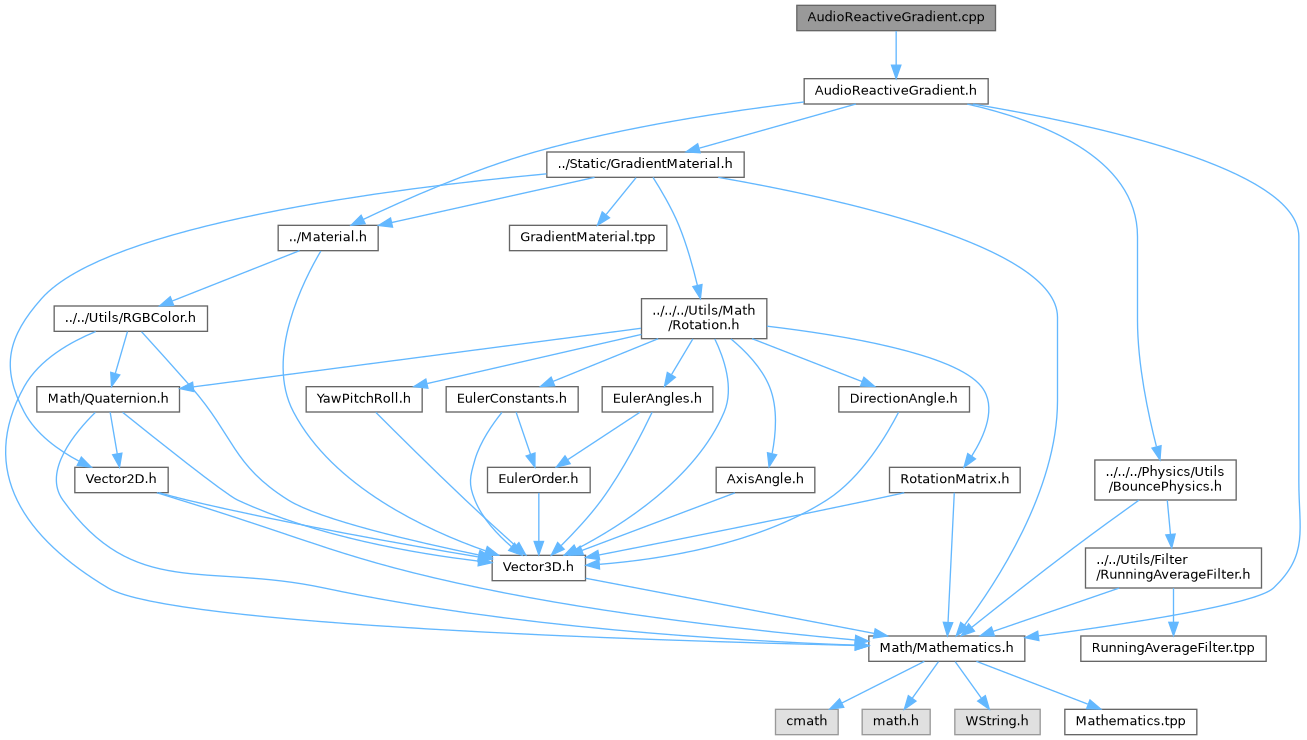 AudioReactiveGradient.cpp
AudioReactiveGradient.h
../Static/GradientMaterial.h
../Material.h
GradientMaterial.tpp
../../Utils/RGBColor.h
../../../Utils/Math
/Rotation.h
Math/Quaternion.h
YawPitchRoll.h
EulerConstants.h
EulerAngles.h
DirectionAngle.h
Vector2D.h
EulerOrder.h
AxisAngle.h
RotationMatrix.h
../../../Physics/Utils
/BouncePhysics.h
Vector3D.h
../../Utils/Filter
/RunningAverageFilter.h
Math/Mathematics.h
RunningAverageFilter.tpp
cmath
math.h
WString.h
Mathematics.tpp